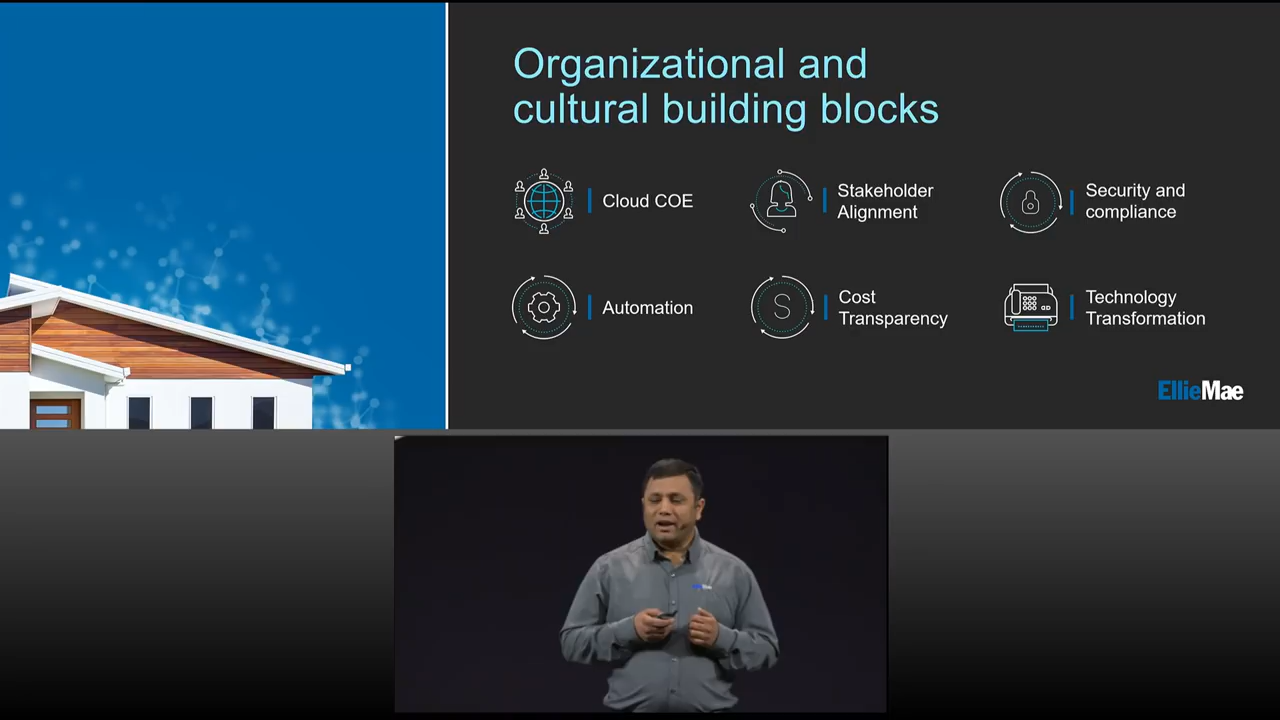 Organizational and
cultural building blocks
Cloud COE
Stakeholder
Alignment
Security and
compliance
Automation
S
Cost
Transparency
Technology
Transformation
EllieMae